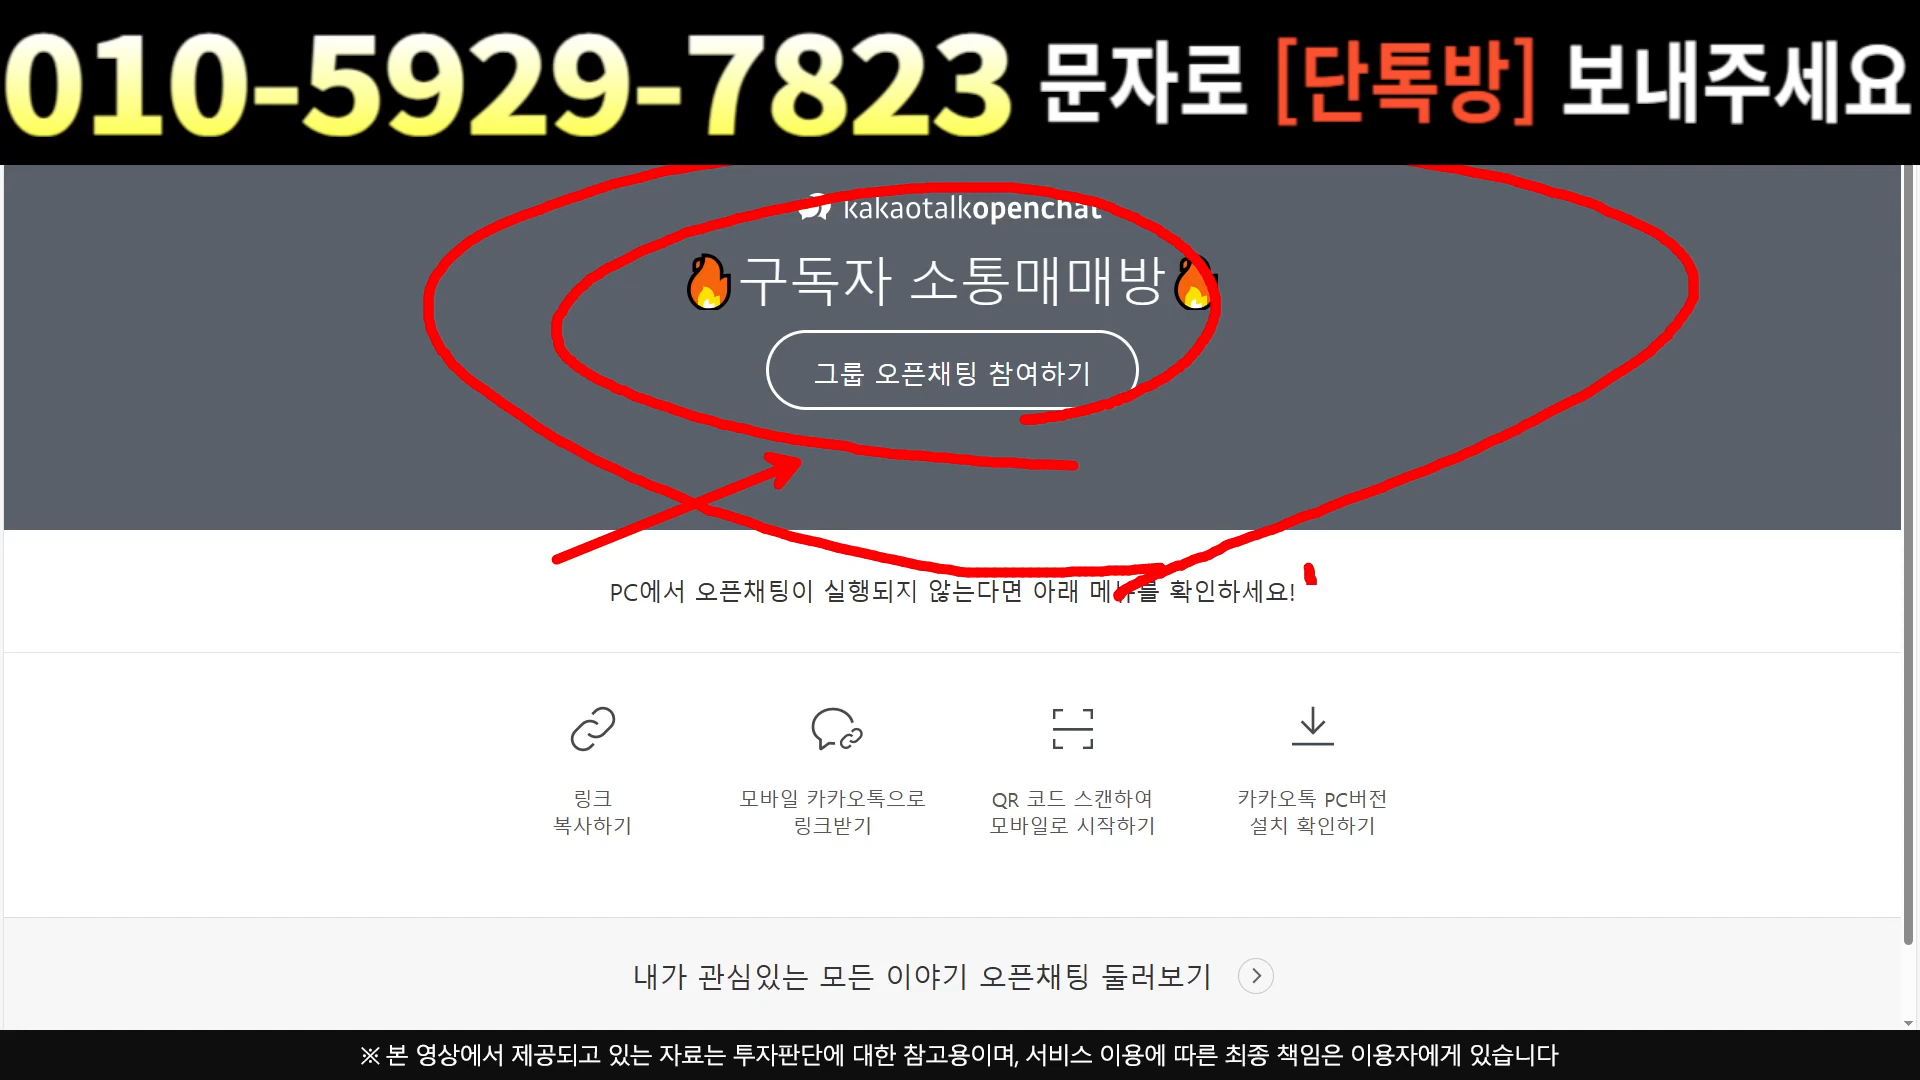 010-5929-7823 문자로 [단톡방] 보내주세요
kakaotalkopenchat
구독자 소통매매방
그룹 오픈채팅 참여하기
PC에서 오픈채팅이 실행되지 않는다면 아래 메뉴를 확인하세요!
링크
복사하기
모바일 카카오톡으로
링크받기
QR 코드 스캔하여
모바일로 시작하기
카카오톡 PC버전
설치 확인하기
내가 관심있는 모든 이야기 오픈채팅 둘러보기
※ 본 영상에서 제공되고 있는 자료는 투자판단에 대한 참고용이며, 서비스 이용에 따른 최종 책임은 이용자에게 있습니다